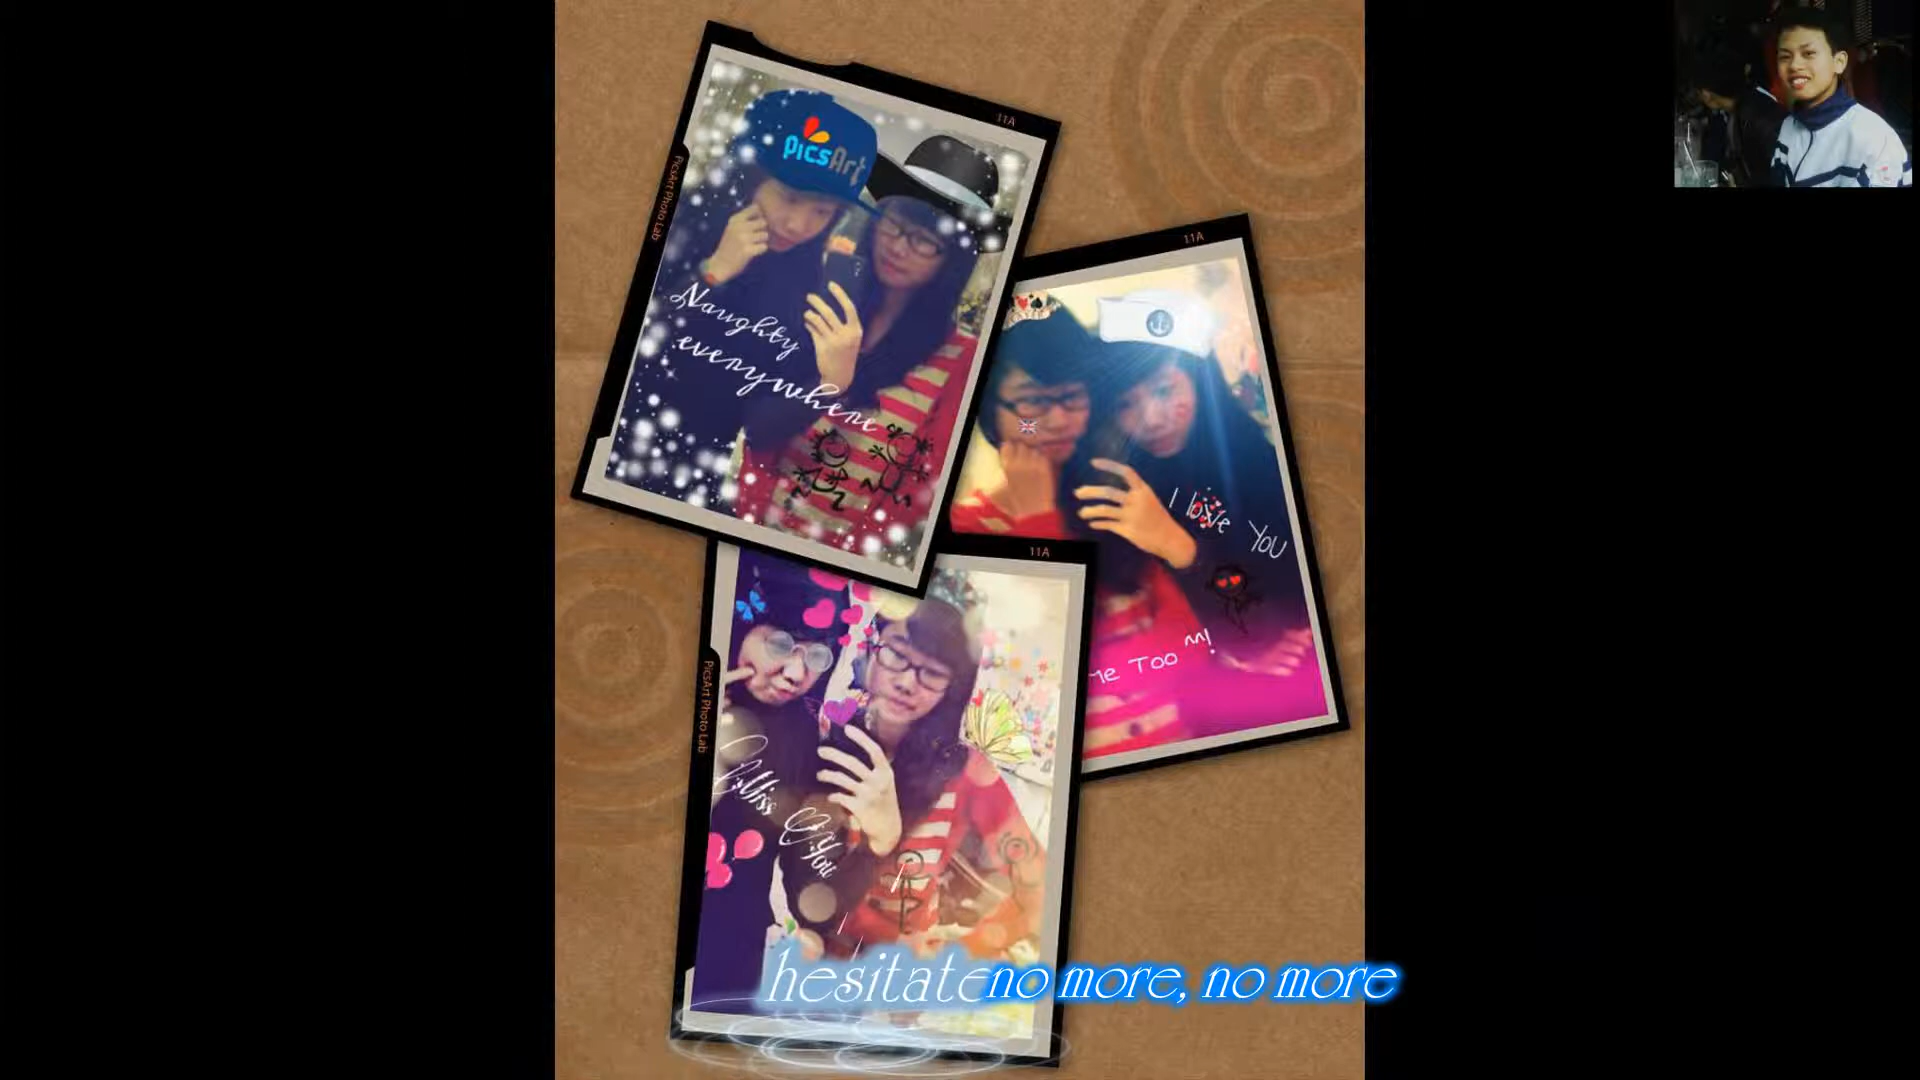 11A
PicsArt
PicsArt Photo Lab
Naughty
everywhere
11A
I love You
me Too ^^!
11A
PicsArt Photo Lab
Miss You
hesitate no more, no more